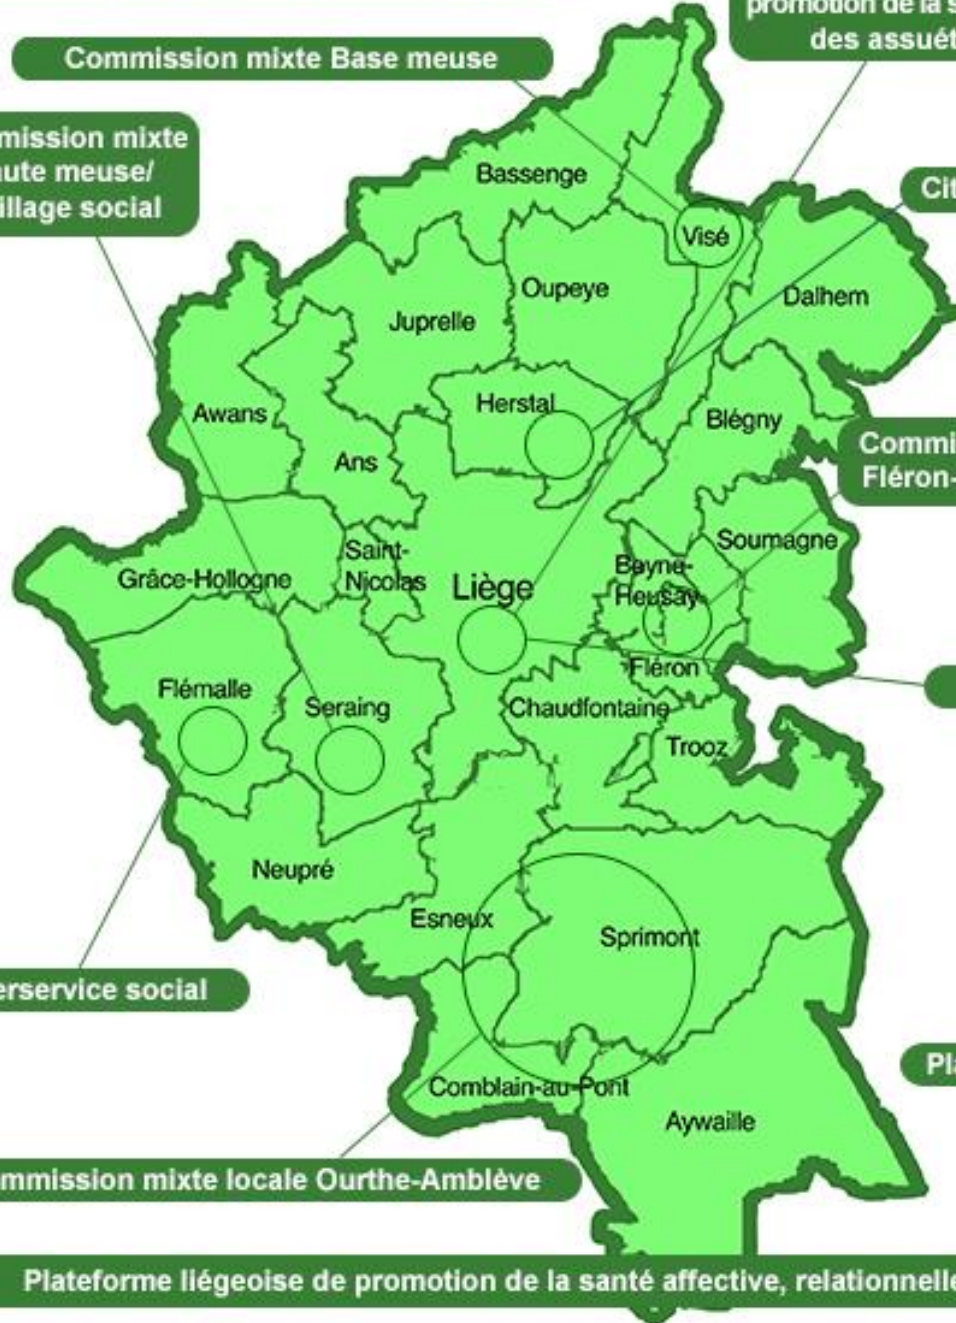 promotion de la s
des assuét
Commission mixte Base meuse
mission mixte
aute meuse/
illage social
Bassenge
Cit
Visé
Oupeye
Dalhem
Juprelle
Herstal
Awans
Blégny
Ans
Commi
Fléron-
Soumagne
Saint-
Nicolas
Grâce-Hollogne
Liège
Beyne-
Heusay
Fléron
Flémalle
Seraing
Chaudfontaine
Trooz
Neupré
Esneux
Sprimont
erservice social
Pla
Comblain-au-Pont
Aywaille
mmission mixte locale Ourthe-Amblève
Plateforme liégeoise de promotion de la santé affective, relationnelle